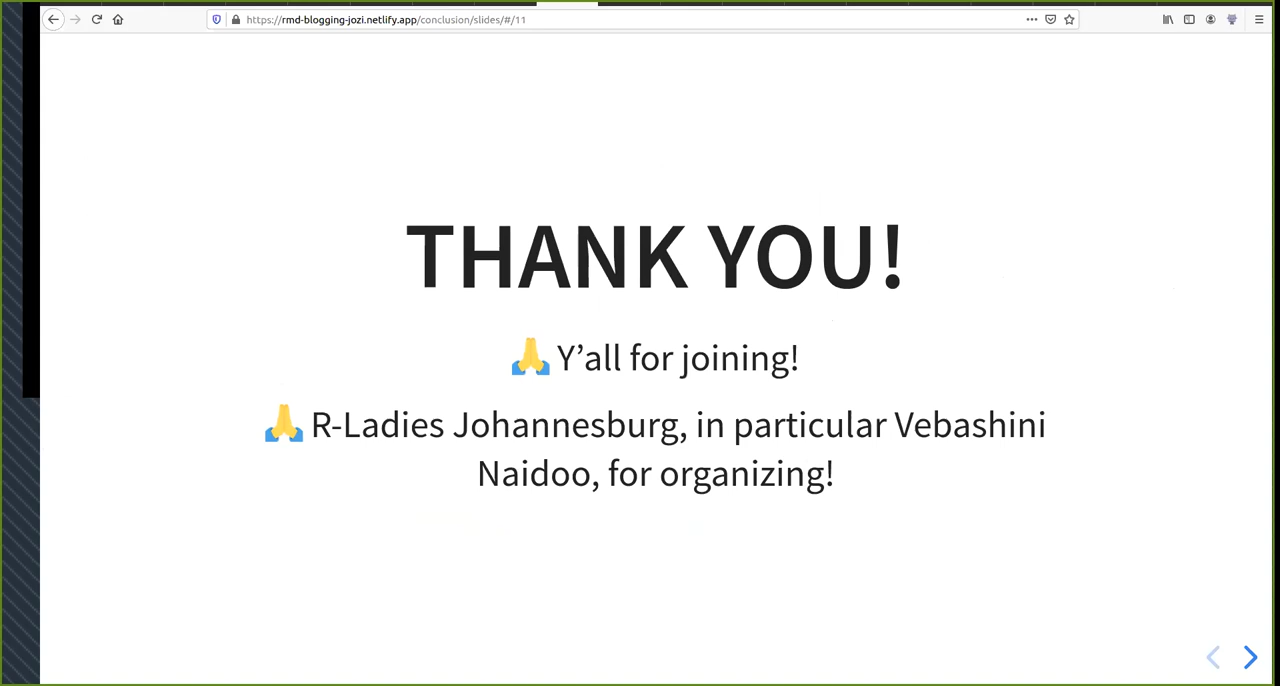 https://rmd-blogging-jozi.netlify.app/conclusion/slides/#/11
THANK YOU!
🙏 Y’all for joining!
🙏 R-Ladies Johannesburg, in particular Vebashini
Naidoo, for organizing!